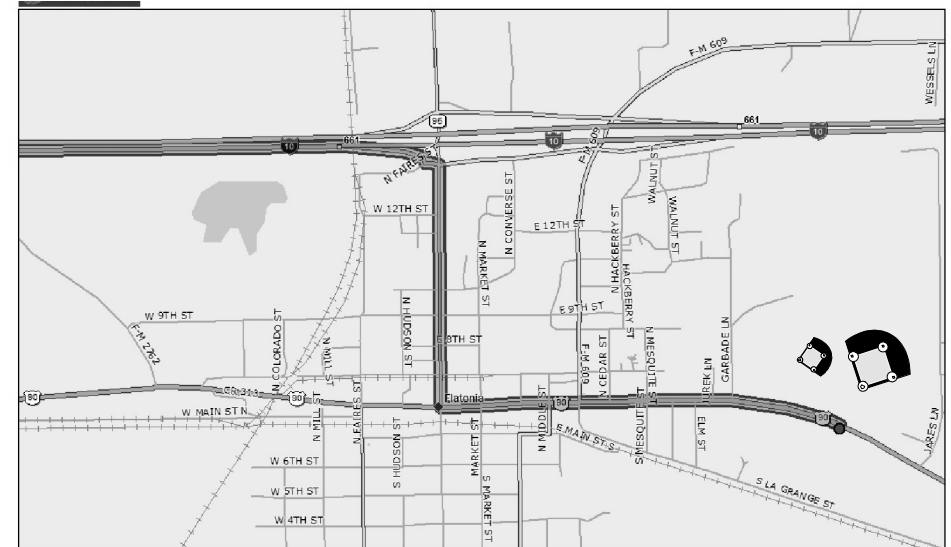 F-M 609
WESSELS LN
95
661
661
10
10
10
F-M 609
N FAIRES ST
WALNUT ST
W 12TH ST
N CONVERSE ST
E 12TH ST
N HACKBERRY ST
WALNUT ST
N MARKET ST
HACKBERRY ST
W 9TH ST
F-M 2762
N COLORADO ST
N HUDSON ST
E 9TH ST
E 8TH ST
N MILL ST
F-M 609
N CEDAR ST
N MESQUITE ST
JUREK LN
GARBADE LN
90
CR 313
90
Flatonia
90
90
W MAIN ST N
N MILL ST
N FAIRES ST
S HUDSON ST
MARKET ST
N MIDDLE ST
E MAIN ST S
S MESQUITE ST
ELM ST
JARES LN
W 6TH ST
W 5TH ST
W 4TH ST
S MARKET ST
S LA GRANGE ST